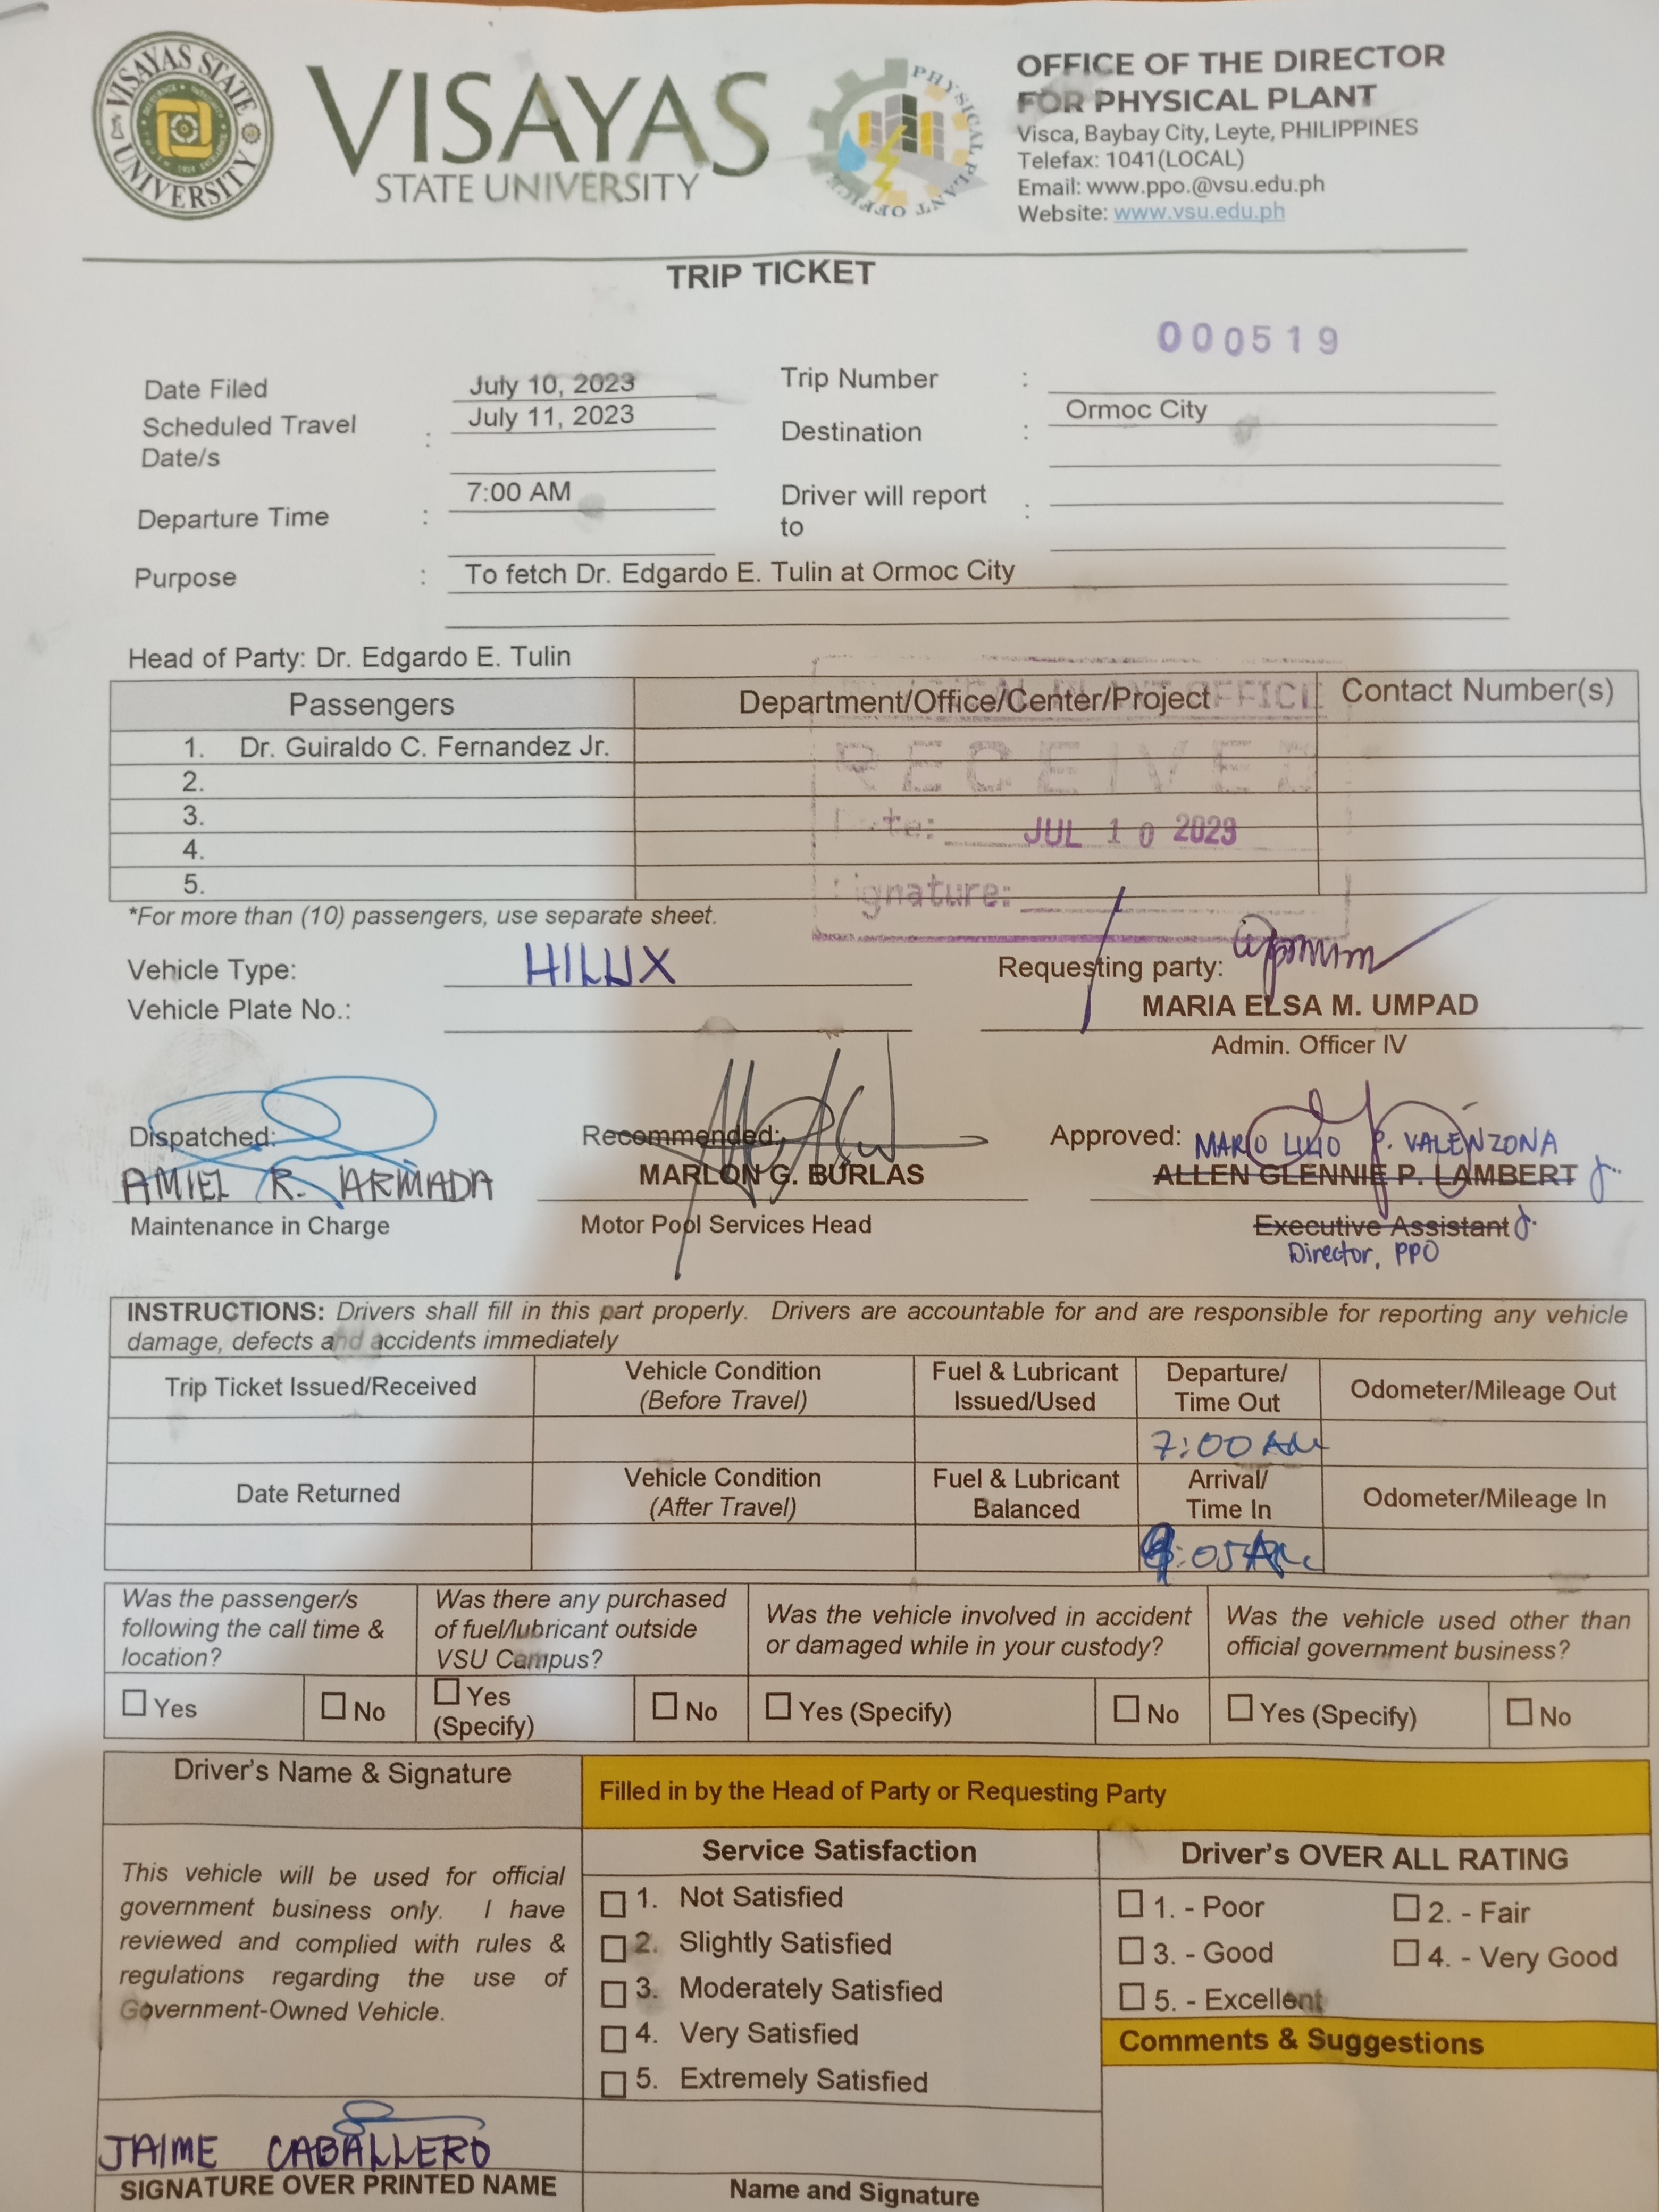 VISAYAS STATE UNIVERSITY
VISAYAS
STATE UNIVERSITY
PHYSICAL PLANT OFFICE
OFFICE OF THE DIRECTOR
FOR PHYSICAL PLANT
Visca, Baybay City, Leyte, PHILIPPINES
Telefax: 1041(LOCAL)
Email: www.ppo.@vsu.edu.ph
Website: www.vsu.edu.ph
TRIP TICKET
000519
Date Filed July 10, 2023 Trip Number :
Scheduled Travel Date/s : July 11, 2023 Destination : Ormoc City
Departure Time : 7:00 AM Driver will report to :
Purpose : To fetch Dr. Edgardo E. Tulin at Ormoc City
Head of Party: Dr. Edgardo E. Tulin
Passengers Department/Office/Center/Project Contact Number(s)
1. Dr. Guiraldo C. Fernandez Jr.
2.
3.
4.
5.
OFFICE
RECEIVED
JUL 10 2023
ignature:
*For more than (10) passengers, use separate sheet.
Vehicle Type: HILUX Requesting party:
Vehicle Plate No.: MARIA ELSA M. UMPAD
Admin. Officer IV
Dispatched: Recommended: Approved: MARIO LILIO P. VALENZONA
AMIEL R. ARMADA MARLON G. BURLAS ALLEN GLENNIE P. LAMBERT
Maintenance in Charge Motor Pool Services Head Executive Assistant
Director, PPO
INSTRUCTIONS: Drivers shall fill in this part properly. Drivers are accountable for and are responsible for reporting any vehicle
damage, defects and accidents immediately
Trip Ticket Issued/Received Vehicle Condition (Before Travel) Fuel & Lubricant Issued/Used Departure/ Time Out Odometer/Mileage Out
7:00 AM
Date Returned Vehicle Condition (After Travel) Fuel & Lubricant Balanced Arrival/ Time In Odometer/Mileage In
:05 AM
Was the passenger/s following the call time & location? Was there any purchased of fuel/lubricant outside VSU Campus? Was the vehicle involved in accident or damaged while in your custody? Was the vehicle used other than official government business?
Yes No Yes (Specify) No Yes (Specify) No Yes (Specify) No
Driver's Name & Signature
Filled in by the Head of Party or Requesting Party
This vehicle will be used for official
government business only. I have
reviewed and complied with rules &
regulations regarding the use of
Government-Owned Vehicle.
Service Satisfaction
1. Not Satisfied
2. Slightly Satisfied
3. Moderately Satisfied
4. Very Satisfied
5. Extremely Satisfied
Driver's OVER ALL RATING
1. - Poor 2. - Fair
3. - Good 4. - Very Good
5. - Excellent
Comments & Suggestions
JAIME CABALLERO
SIGNATURE OVER PRINTED NAME
Name and Signature